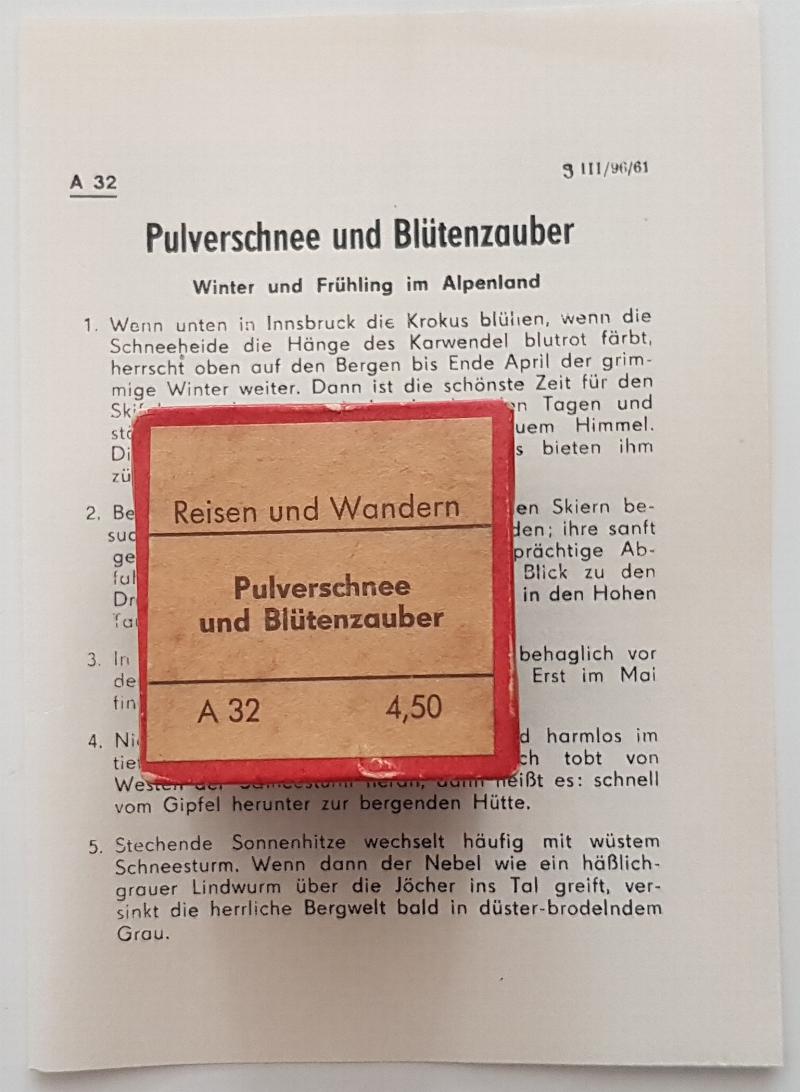 A 32
III/96/61
Pulverschnee und Blütenzauber
Winter und Frühling im Alpenland
1. Wenn unten in Innsbruck die Krokus blühen, wenn die
Schneeheide die Hänge des Karwendel blutrot färbt,
herrscht oben auf den Bergen bis Ende April der grim-
mige Winter weiter. Dann ist die schönste Zeit für den
Tagen und
Himmel.
bieten ihm
2.
en Skiern be-
ihre sanft
prächtige Ab-
Blick zu den
in den Hohen
3. In
behaglich vor
Erst im Mai
4.
harmlos im
tobt von
Westen der Schneesturm heran, dann heißt es: schnell
vom Gipfel herunter zur bergenden Hütte.
5. Stechende Sonnenhitze wechselt häufig mit wüstem
Schneesturm. Wenn dann der Nebel wie ein häßlich-
grauer Lindwurm über die Jöcher ins Tal greift, ver-
sinkt die herrliche Bergwelt bald in düster-brodelndem
Grau.
Reisen und Wandern
Pulverschnee
und Blütenzauber
A 32 4,50